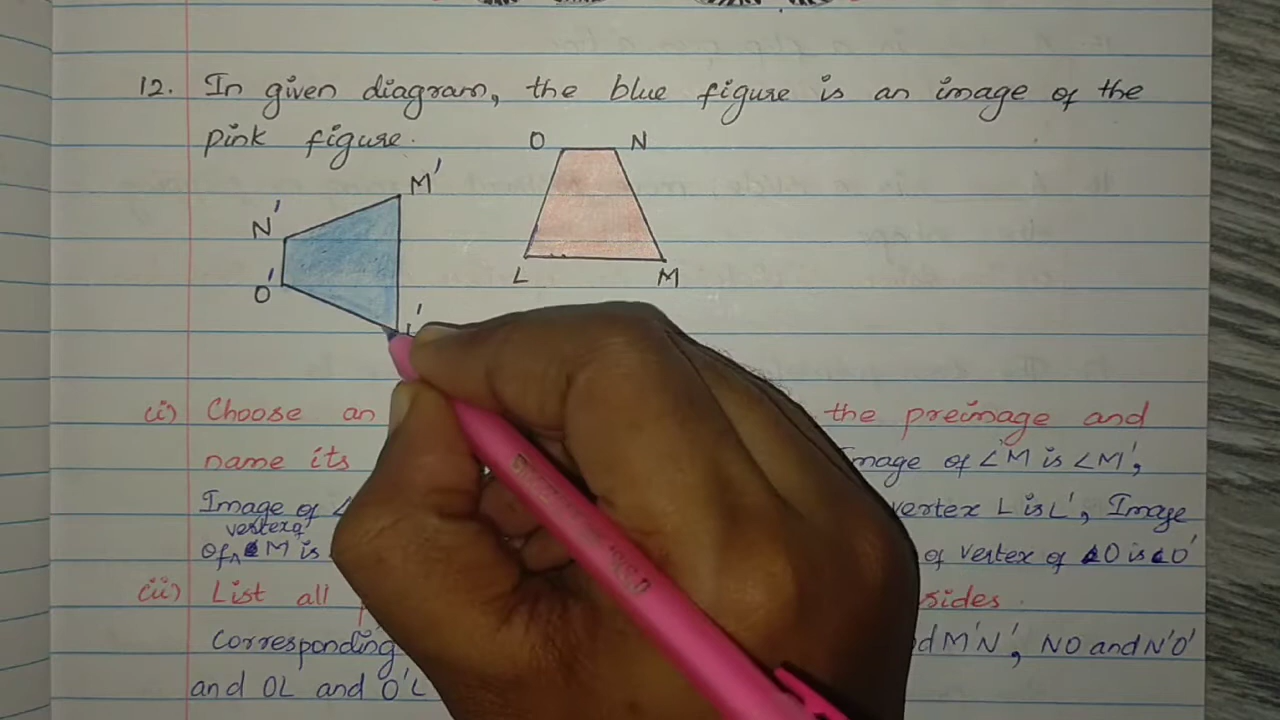 12. In given diagram, the blue figure is an image of the
pink figure.
O N
M'
N'
O'
L M
L'
(i) Choose an the preimage and
name its Image of ∠M is ∠M',
Image of vertex L is L', Image
vertex of
of M is of vertex of O is O'
(ii) List all sides
Corresponding M'N', NO and N'O'
and OL and O'L